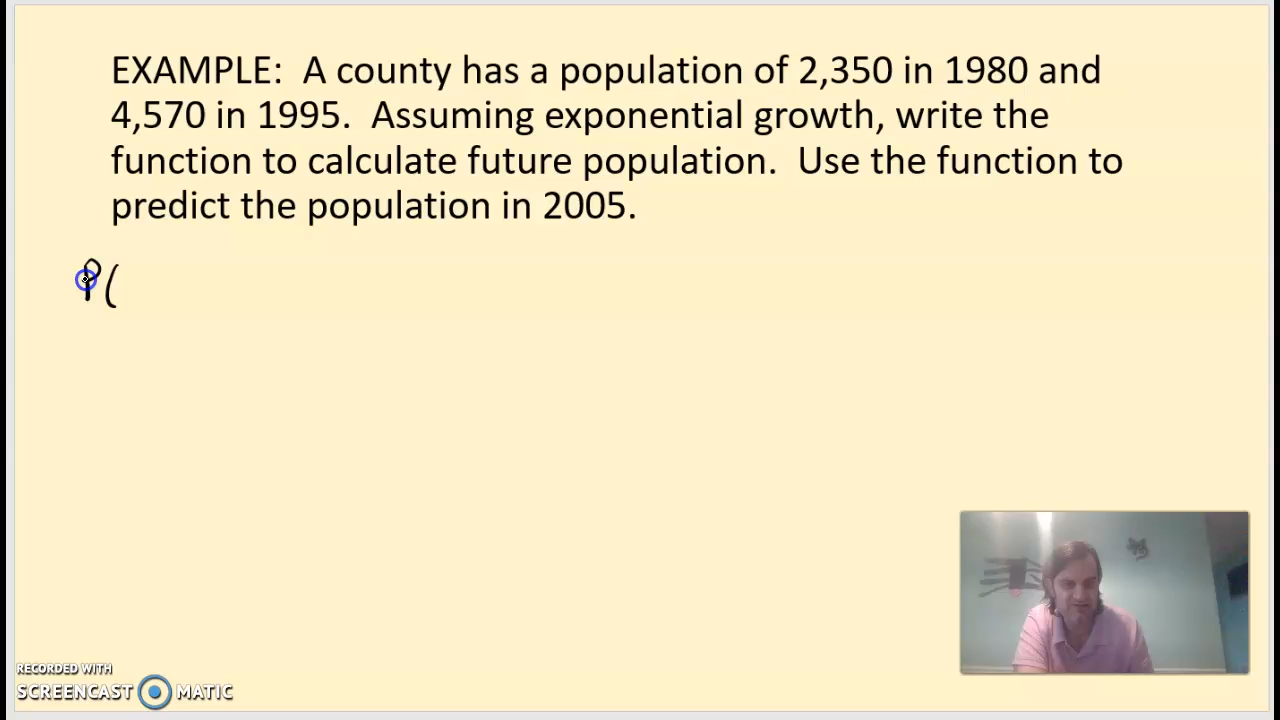 EXAMPLE: A county has a population of 2,350 in 1980 and
4,570 in 1995. Assuming exponential growth, write the
function to calculate future population. Use the function to
predict the population in 2005.
P(
RECORDED WITH
SCREENCAST MATIC